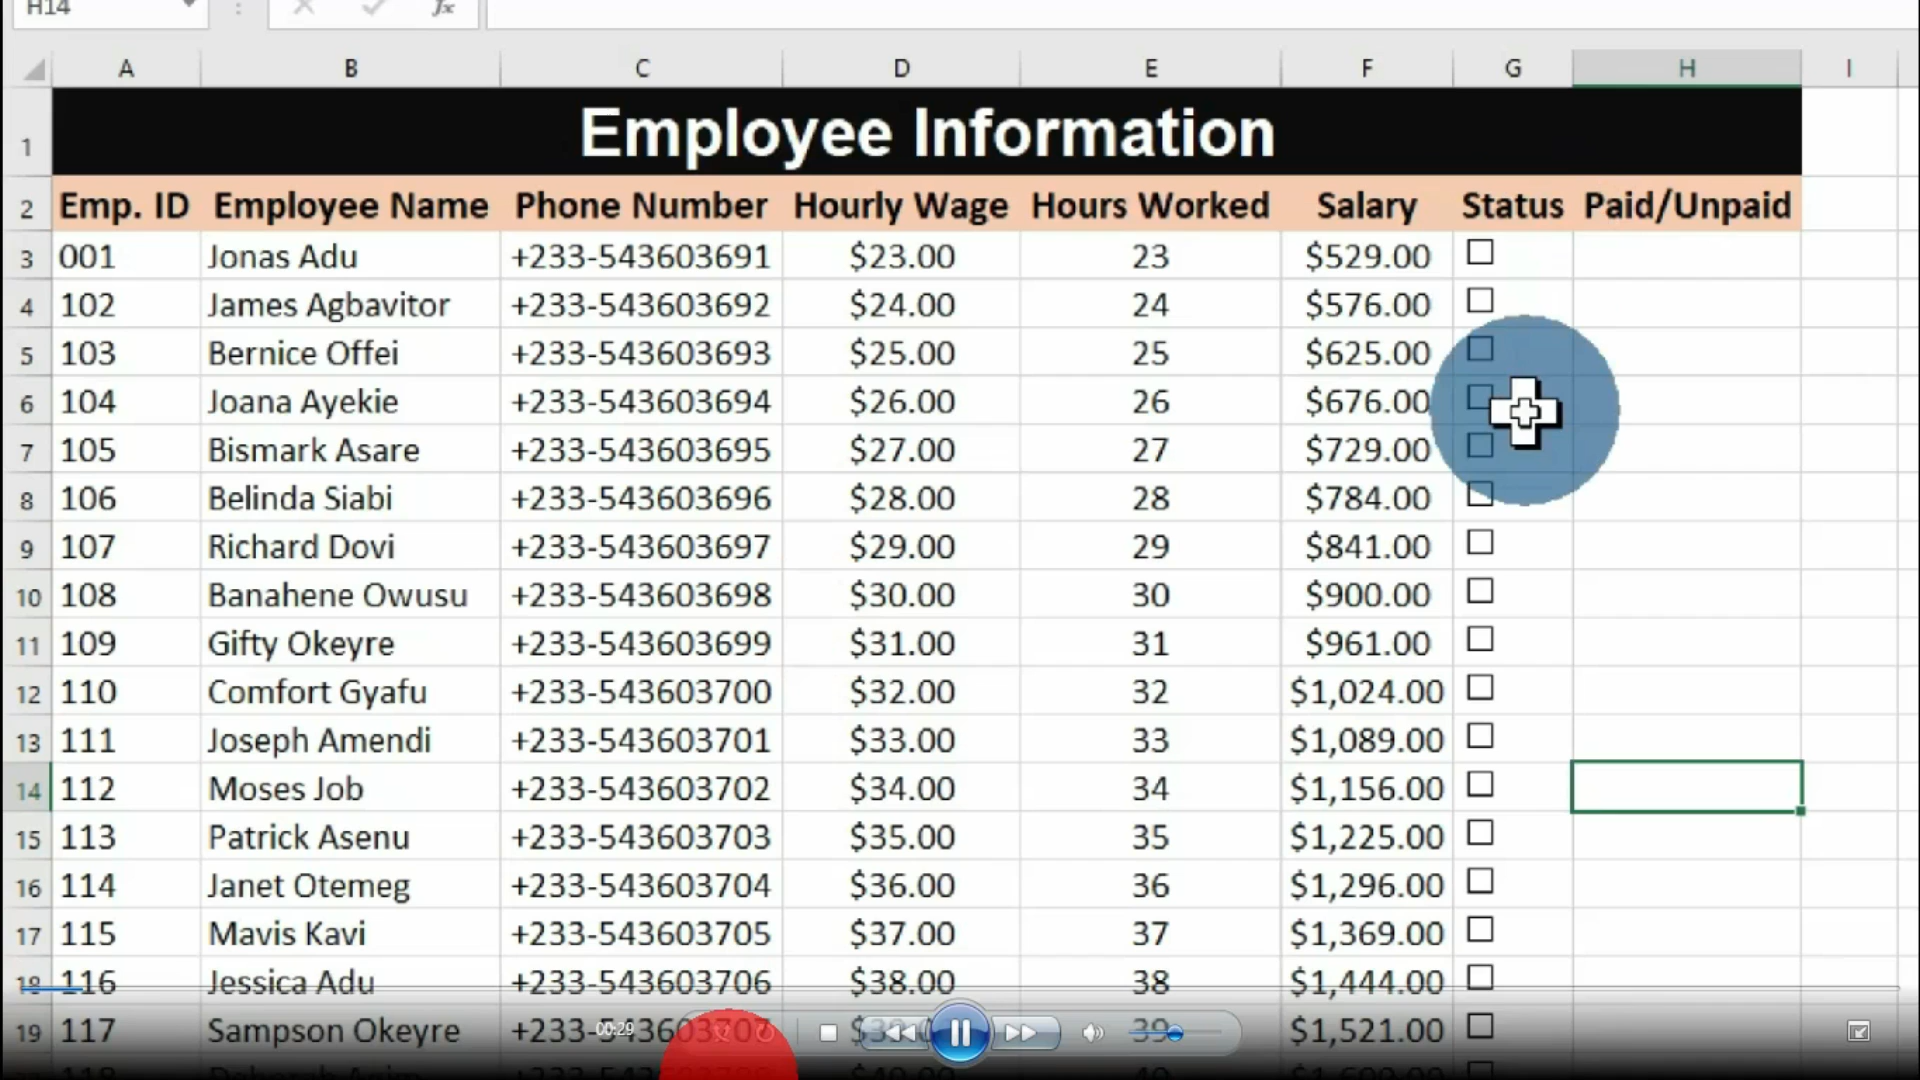 H14 fx
A B C D E F G H I
1 Employee Information
2 Emp. ID Employee Name Phone Number Hourly Wage Hours Worked Salary Status Paid/Unpaid
3 001 Jonas Adu +233-543603691 $23.00 23 $529.00
4 102 James Agbavitor +233-543603692 $24.00 24 $576.00
5 103 Bernice Offei +233-543603693 $25.00 25 $625.00
6 104 Joana Ayekie +233-543603694 $26.00 26 $676.00
7 105 Bismark Asare +233-543603695 $27.00 27 $729.00
8 106 Belinda Siabi +233-543603696 $28.00 28 $784.00
9 107 Richard Dovi +233-543603697 $29.00 29 $841.00
10 108 Banahene Owusu +233-543603698 $30.00 30 $900.00
11 109 Gifty Okeyre +233-543603699 $31.00 31 $961.00
12 110 Comfort Gyafu +233-543603700 $32.00 32 $1,024.00
13 111 Joseph Amendi +233-543603701 $33.00 33 $1,089.00
14 112 Moses Job +233-543603702 $34.00 34 $1,156.00
15 113 Patrick Asenu +233-543603703 $35.00 35 $1,225.00
16 114 Janet Otemeg +233-543603704 $36.00 36 $1,296.00
17 115 Mavis Kavi +233-543603705 $37.00 37 $1,369.00
18 116 Jessica Adu +233-543603706 $38.00 38 $1,444.00
19 117 Sampson Okeyre 39 $1,521.00
00:29